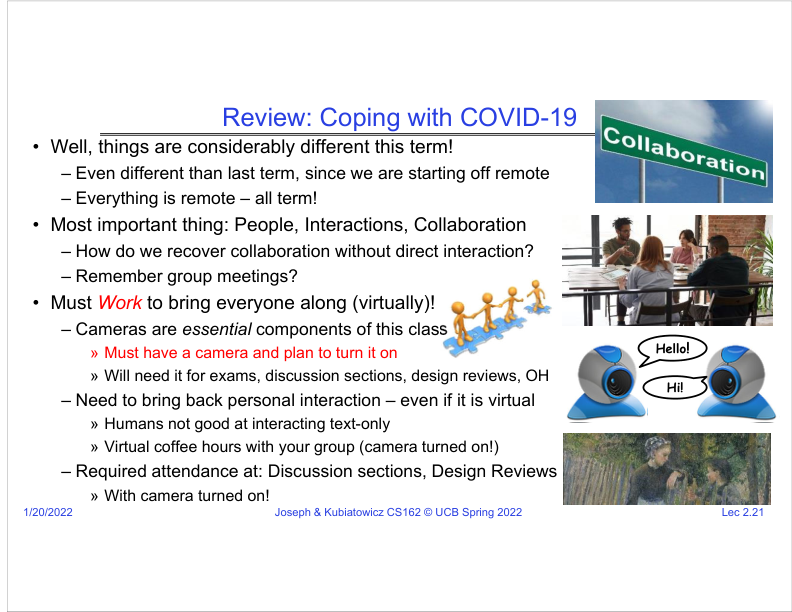 Review: Coping with COVID-19
Collaboration
• Well, things are considerably different this term!
– Even different than last term, since we are starting off remote
– Everything is remote – all term!
• Most important thing: People, Interactions, Collaboration
– How do we recover collaboration without direct interaction?
– Remember group meetings?
• Must Work to bring everyone along (virtually)!
– Cameras are essential components of this class
» Must have a camera and plan to turn it on
» Will need it for exams, discussion sections, design reviews, OH
– Need to bring back personal interaction – even if it is virtual
» Humans not good at interacting text-only
» Virtual coffee hours with your group (camera turned on!)
– Required attendance at: Discussion sections, Design Reviews
» With camera turned on!
Hello!
Hi!
1/20/2022
Joseph & Kubiatowicz CS162 © UCB Spring 2022
Lec 2.21